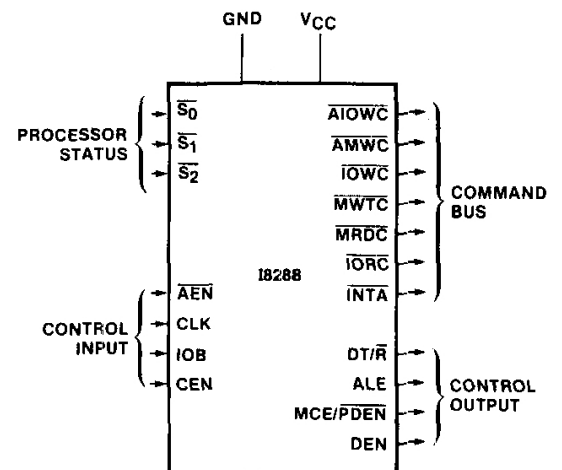 GND VCC
S0
S1
S2
PROCESSOR
STATUS
AIOWC
AMWC
IOWC
MWTC
MRDC
IORC
INTA
COMMAND
BUS
I8288
AEN
CLK
IOB
CEN
CONTROL
INPUT
DT/R
ALE
MCE/PDEN
DEN
CONTROL
OUTPUT